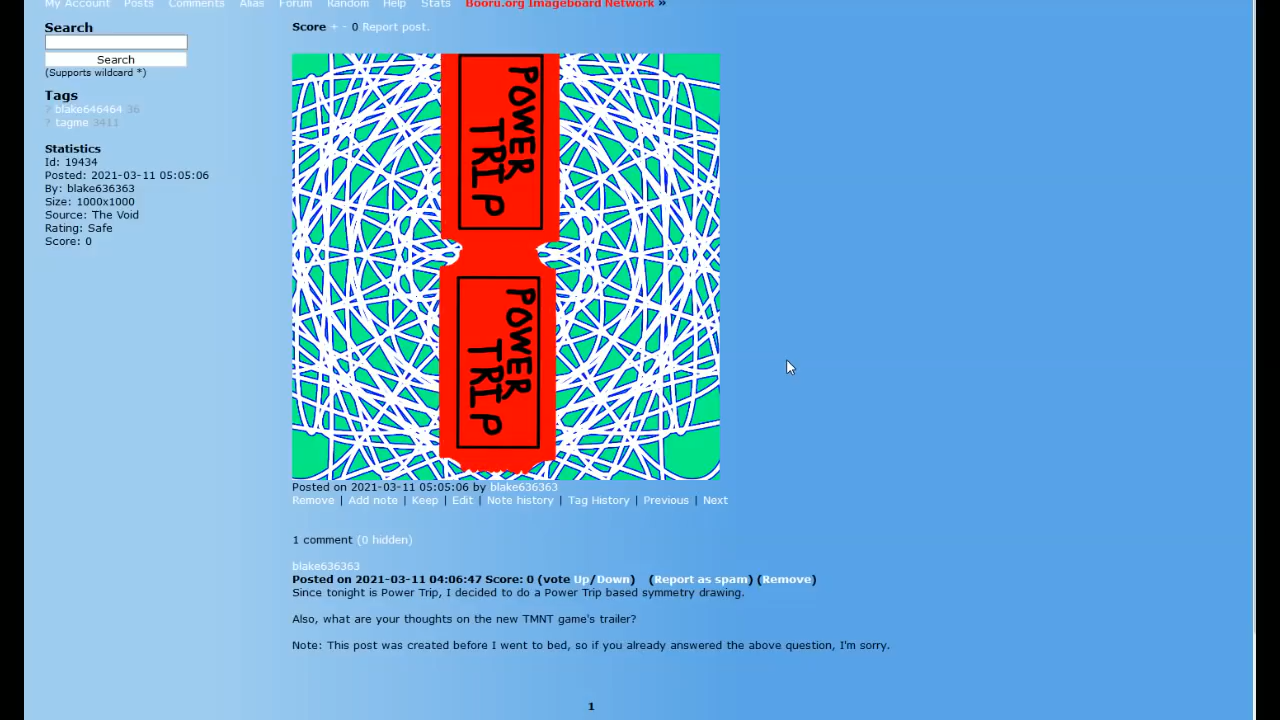 My Account Posts Comments Alias Forum Random Help Stats Booru.org Imageboard Network »
Search
Search
(Supports wildcard *)
Tags
? blake646464 36
? tagme 3411
Statistics
Id: 19434
Posted: 2021-03-11 05:05:06
By: blake636363
Size: 1000x1000
Source: The Void
Rating: Safe
Score: 0
Score + - 0 Report post.
POWER
TRIP
POWER
TRIP
Posted on 2021-03-11 05:05:06 by blake636363
Remove | Add note | Keep | Edit | Note history | Tag History | Previous | Next
1 comment (0 hidden)
blake636363
Posted on 2021-03-11 04:06:47 Score: 0 (vote Up/Down) (Report as spam) (Remove)
Since tonight is Power Trip, I decided to do a Power Trip based symmetry drawing.
Also, what are your thoughts on the new TMNT game's trailer?
Note: This post was created before I went to bed, so if you already answered the above question, I'm sorry.
1